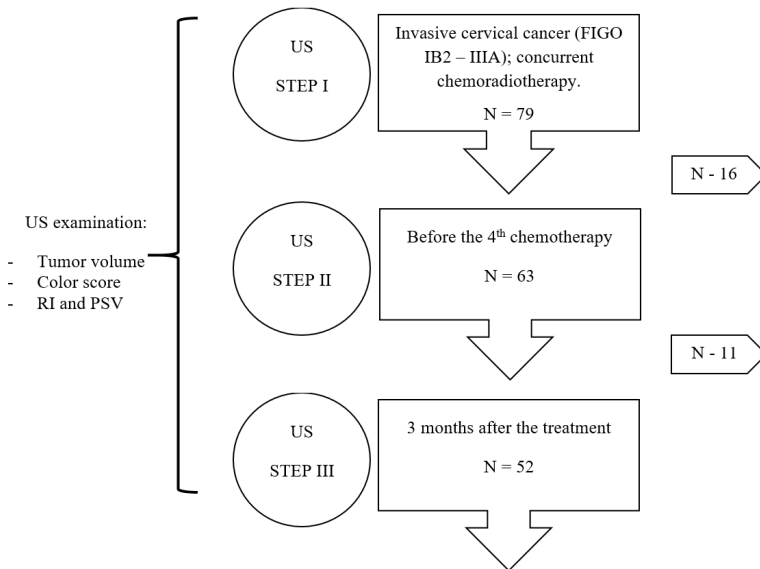 US
STEP I
Invasive cervical cancer (FIGO
IB2 – IIIA); concurrent
chemoradiotherapy.
N = 79
N - 16
US examination:
- Tumor volume
- Color score
- RI and PSV
US
STEP II
Before the 4th chemotherapy
N = 63
N - 11
US
STEP III
3 months after the treatment
N = 52